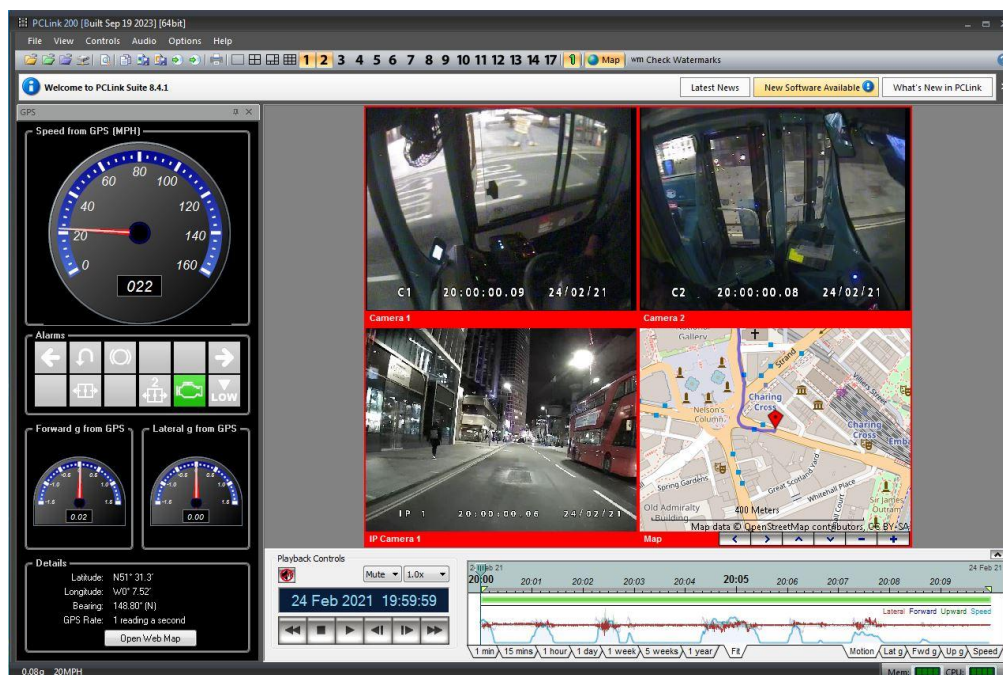 PCLink 200 [Built Sep 19 2023] [64bit]
File View Controls Audio Options Help
1 2 3 4 5 6 7 8 9 10 11 12 13 14 17 Map wm Check Watermarks
Welcome to PCLink Suite 8.4.1 Latest News New Software Available What's New in PCLink
GPS
Speed from GPS (MPH)
0 20 40 60 80 100 120 140 160
022
Alarms
2
LOW
Forward g from GPS Lateral g from GPS
0.02 0.00
Details
Latitude: N51° 31.3'
Longitude: W0° 7.52'
Bearing: 148.80° (N)
GPS Rate: 1 reading a second
Open Web Map
0.08g 20MPH
C1 20:00:00.09 24/02/21
Camera 1
C2 20:00:00.08 24/02/21
Camera 2
IP 1 20:00:00.06 24/02/21
IP Camera 1
National
Gallery
Strand
Nelson's
Column
Charing
Cross
Villiers Street
Charing
Cross
Spring Gardens
Great Scotland Yard
Whitehall Place
Old Admiralty
Building
Sir James
Outram
400 Meters
Map data © OpenStreetMap contributors, CC BY-SA
Map
Playback Controls
Mute 1.0x
24 Feb 2021 19:59:59
24 Feb 21
20:00 20:01 20:02 20:03 20:04 20:05 20:06 20:07 20:08 20:09
Lateral Forward Upward Speed
1 min 15 mins 1 hour 1 day 1 week 5 weeks 1 year Fit Motion Lat g Fwd g Up g Speed
Mem: CPU: